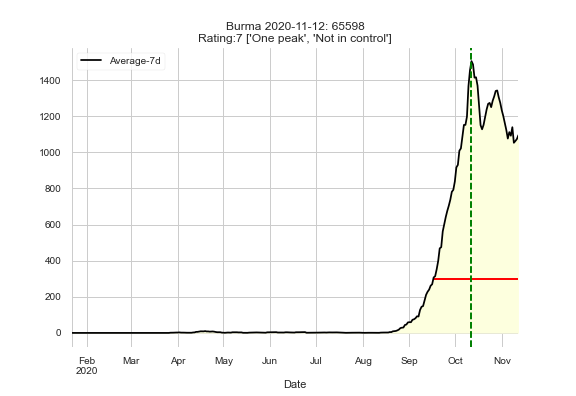 Burma 2020-11-12: 65598
Rating:7 ['One peak', 'Not in control']
Average-7d
1400
1200
1000
800
600
400
200
0
Feb Mar Apr May Jun Jul Aug Sep Oct Nov
2020
Date